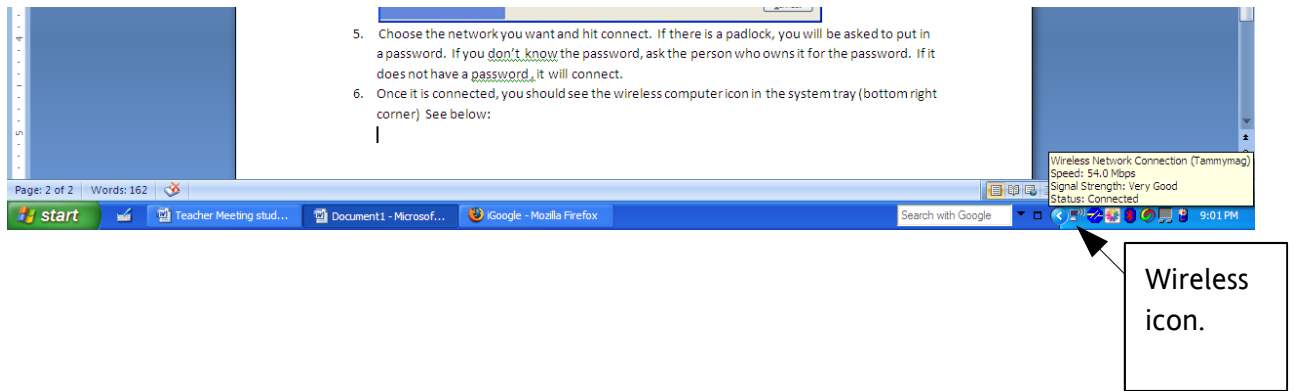 5. Choose the network you want and hit connect. If there is a padlock, you will be asked to put in
a password. If you don't know the password, ask the person who owns it for the password. If it
does not have a password, it will connect.
6. Once it is connected, you should see the wireless computer icon in the system tray (bottom right
corner) See below:
Wireless Network Connection (Tammymag)
Speed: 54.0 Mbps
Signal Strength: Very Good
Status: Connected
Page: 2 of 2 Words: 162
start Teacher Meeting stud... Document1 - Microsof... iGoogle - Mozilla Firefox Search with Google 9:01 PM
Wireless
icon.